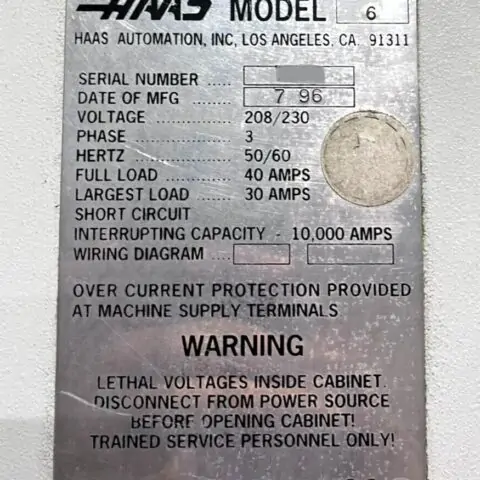 HAAS MODEL 6
HAAS AUTOMATION, INC, LOS ANGELES, CA. 91311
SERIAL NUMBER ......
DATE OF MFG ...... 7 96
VOLTAGE ............... 208/230
PHASE .................. 3
HERTZ ................... 50/60
FULL LOAD ............ 40 AMPS
LARGEST LOAD ..... 30 AMPS
SHORT CIRCUIT
INTERRUPTING CAPACITY - 10,000 AMPS
WIRING DIAGRAM ....
OVER CURRENT PROTECTION PROVIDED
AT MACHINE SUPPLY TERMINALS
WARNING
LETHAL VOLTAGES INSIDE CABINET.
DISCONNECT FROM POWER SOURCE
BEFORE OPENING CABINET!
TRAINED SERVICE PERSONNEL ONLY!